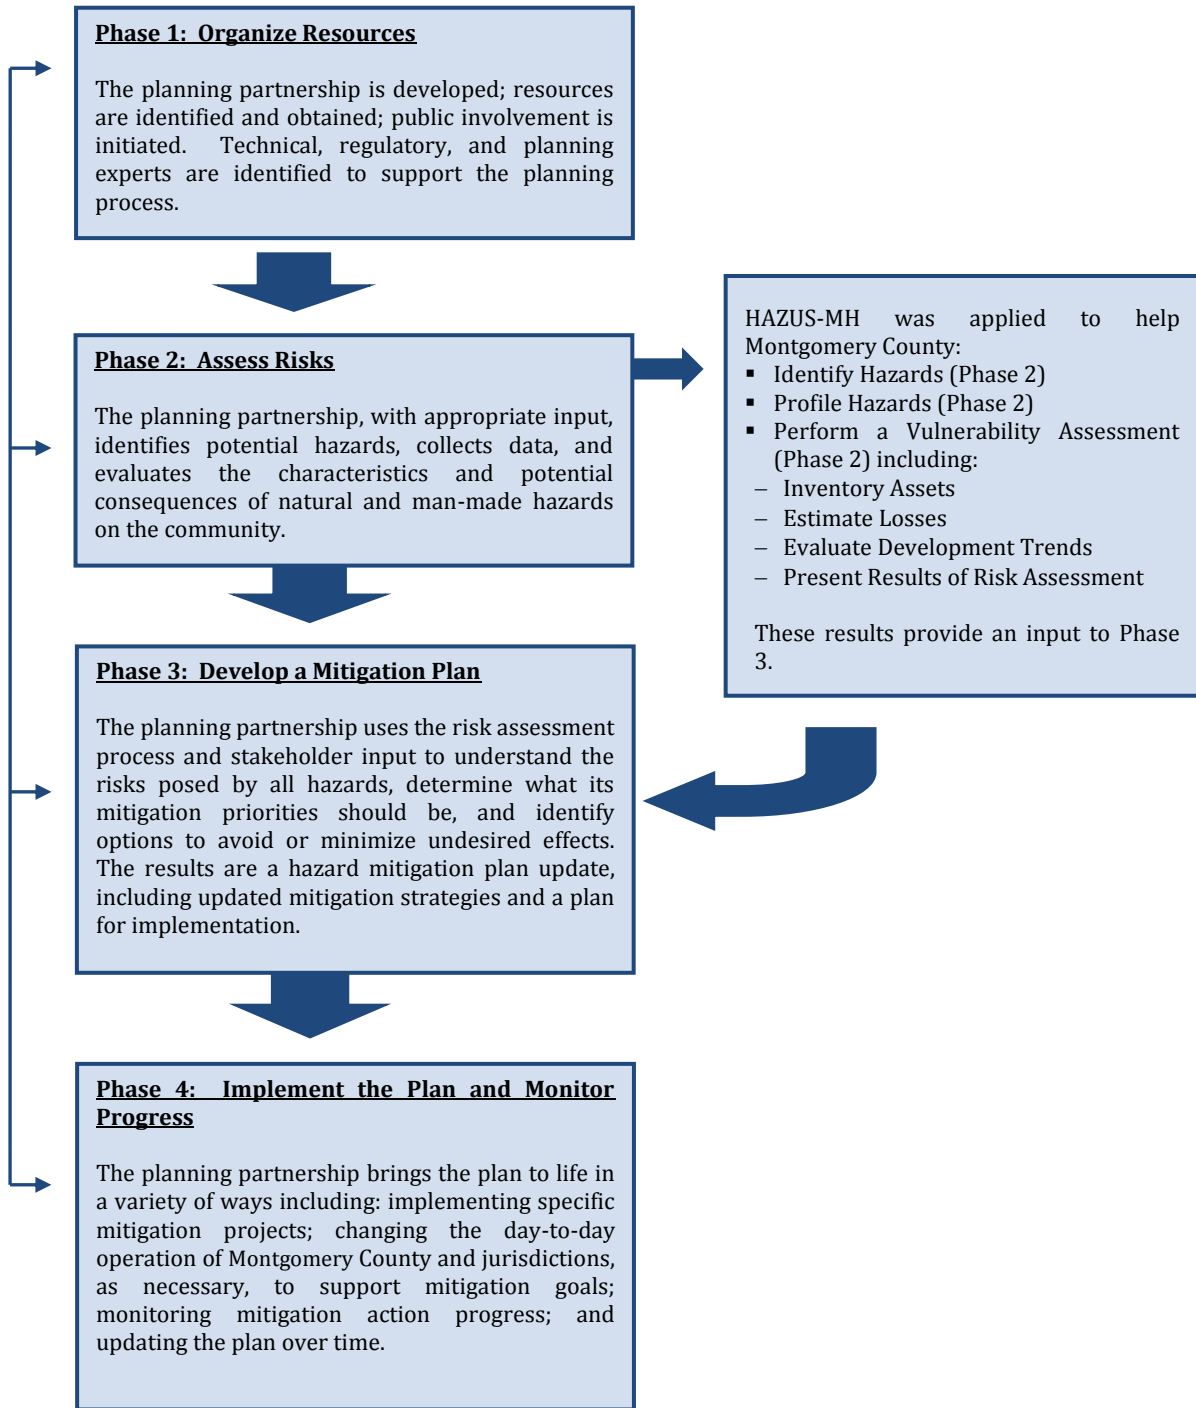 Phase 1: Organize Resources
The planning partnership is developed; resources
are identified and obtained; public involvement is
initiated. Technical, regulatory, and planning
experts are identified to support the planning
process.
Phase 2: Assess Risks
The planning partnership, with appropriate input,
identifies potential hazards, collects data, and
evaluates the characteristics and potential
consequences of natural and man-made hazards
on the community.
HAZUS-MH was applied to help
Montgomery County:
▪ Identify Hazards (Phase 2)
▪ Profile Hazards (Phase 2)
▪ Perform a Vulnerability Assessment
(Phase 2) including:
– Inventory Assets
– Estimate Losses
– Evaluate Development Trends
– Present Results of Risk Assessment
These results provide an input to Phase
3.
Phase 3: Develop a Mitigation Plan
The planning partnership uses the risk assessment
process and stakeholder input to understand the
risks posed by all hazards, determine what its
mitigation priorities should be, and identify
options to avoid or minimize undesired effects.
The results are a hazard mitigation plan update,
including updated mitigation strategies and a plan
for implementation.
Phase 4: Implement the Plan and Monitor
Progress
The planning partnership brings the plan to life in
a variety of ways including: implementing specific
mitigation projects; changing the day-to-day
operation of Montgomery County and jurisdictions,
as necessary, to support mitigation goals;
monitoring mitigation action progress; and
updating the plan over time.